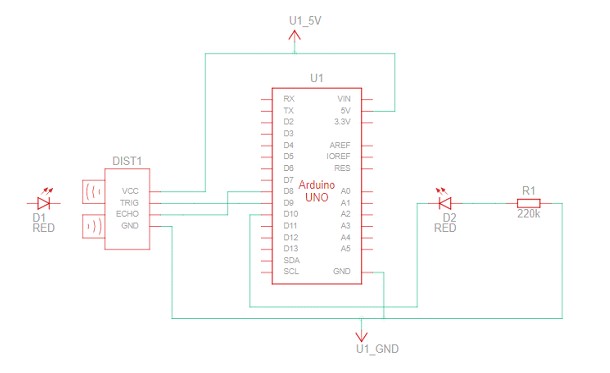 U1_5V
U1
RX
TX
D2
D3
D4
D5
D6
D7
D8
D9
D10
D11
D12
D13
SDA
SCL
Arduino
UNO
VIN
5V
3.3V
AREF
IOREF
RES
A0
A1
A2
A3
A4
A5
GND
DIST1
VCC
TRIG
ECHO
GND
D1
RED
D2
RED
R1
220k
U1_GND